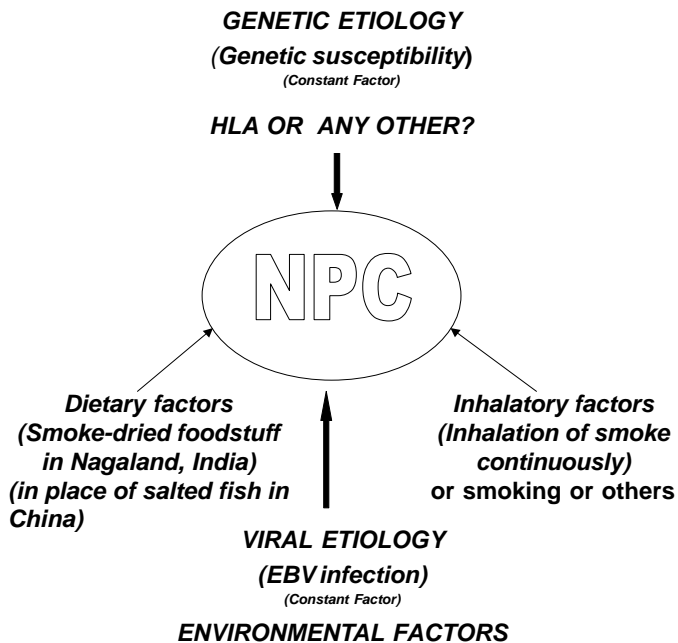 GENETIC ETIOLOGY
(Genetic susceptibility)
(Constant Factor)
HLA OR ANY OTHER?
NPC
Dietary factors
(Smoke-dried foodstuff
in Nagaland, India)
(in place of salted fish in
China)
Inhalatory factors
(Inhalation of smoke
continuously)
or smoking or others
VIRAL ETIOLOGY
(EBV infection)
(Constant Factor)
ENVIRONMENTAL FACTORS